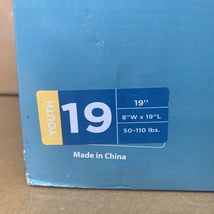 YOUTH
19
19"
8"W x 19"L
50-110 lbs.
Made in China